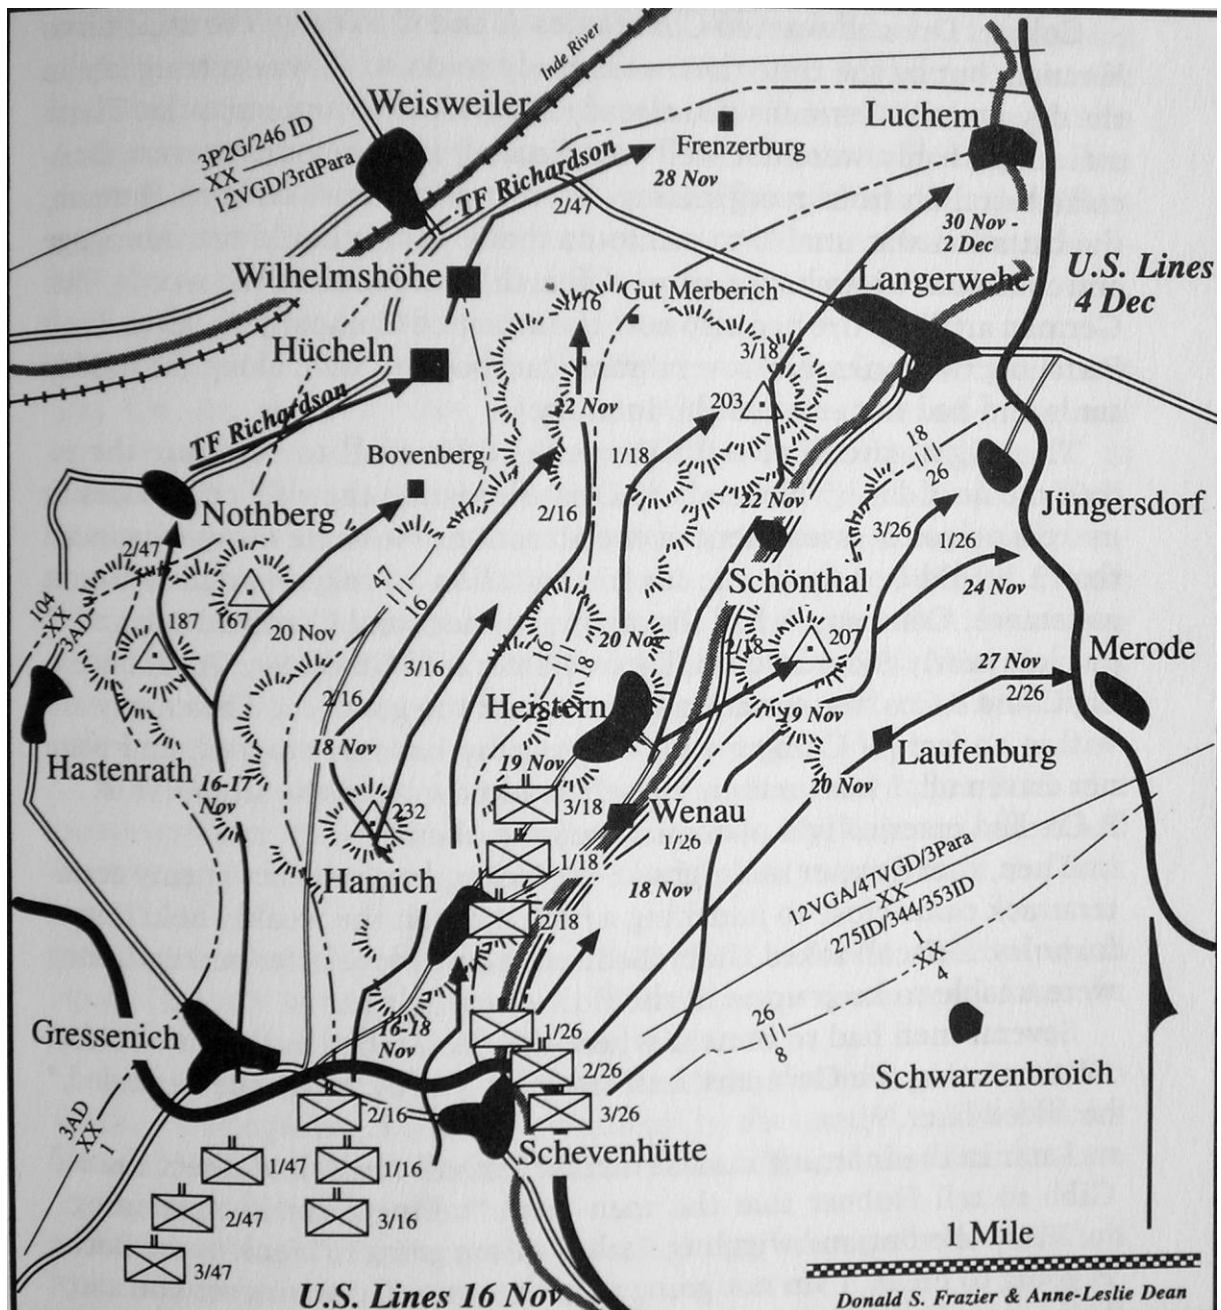 Inde River
Weisweiler
Luchem
3P2G/246 ID
XX
12VGD/3rdPara
Frenzerburg
TF Richardson
28 Nov
2/47
30 Nov
2 Dec
Wilhelmshöhe
Langerwehe
U.S. Lines
4 Dec
1/16
Gut Merberich
Hücheln
3/18
203
TF Richardson
22 Nov
Bovenberg
1/18
18
26
Nothberg
2/16
22 Nov
Jüngersdorf
2/47
3/26
1/26
47
16
Schönthal
24 Nov
104
XX
3AD
187
167
20 Nov
3/16
16
18
20 Nov
2/18
207
Merode
27 Nov
2/26
2/16
Heistern
19 Nov
18 Nov
19 Nov
Laufenburg
Hastenrath
16-17
Nov
20 Nov
3/18
232
Wenau
1/26
1/18
Hamich
18 Nov
12VGA/47VGD/3Para
XX
275ID/344/353ID
2/18
XX
4
16-18
Nov
1/26
26
8
Gressenich
2/26
Schwarzenbroich
3AD
XX
2/16
3/26
Schevenhütte
1/47
1/16
2/47
3/16
1 Mile
3/47
U.S. Lines 16 Nov
Donald S. Frazier & Anne-Leslie Dean